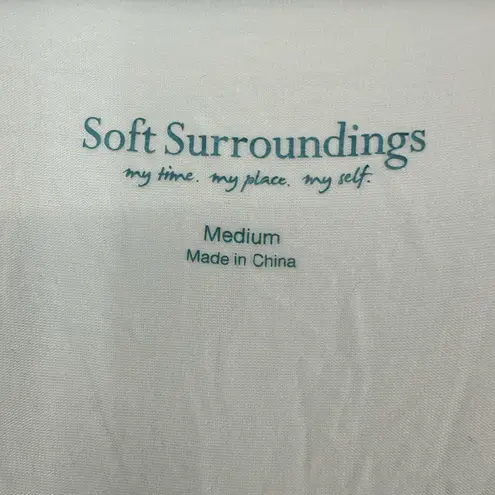 Soft Surroundings
my time. my place. my self.
Medium
Made in China